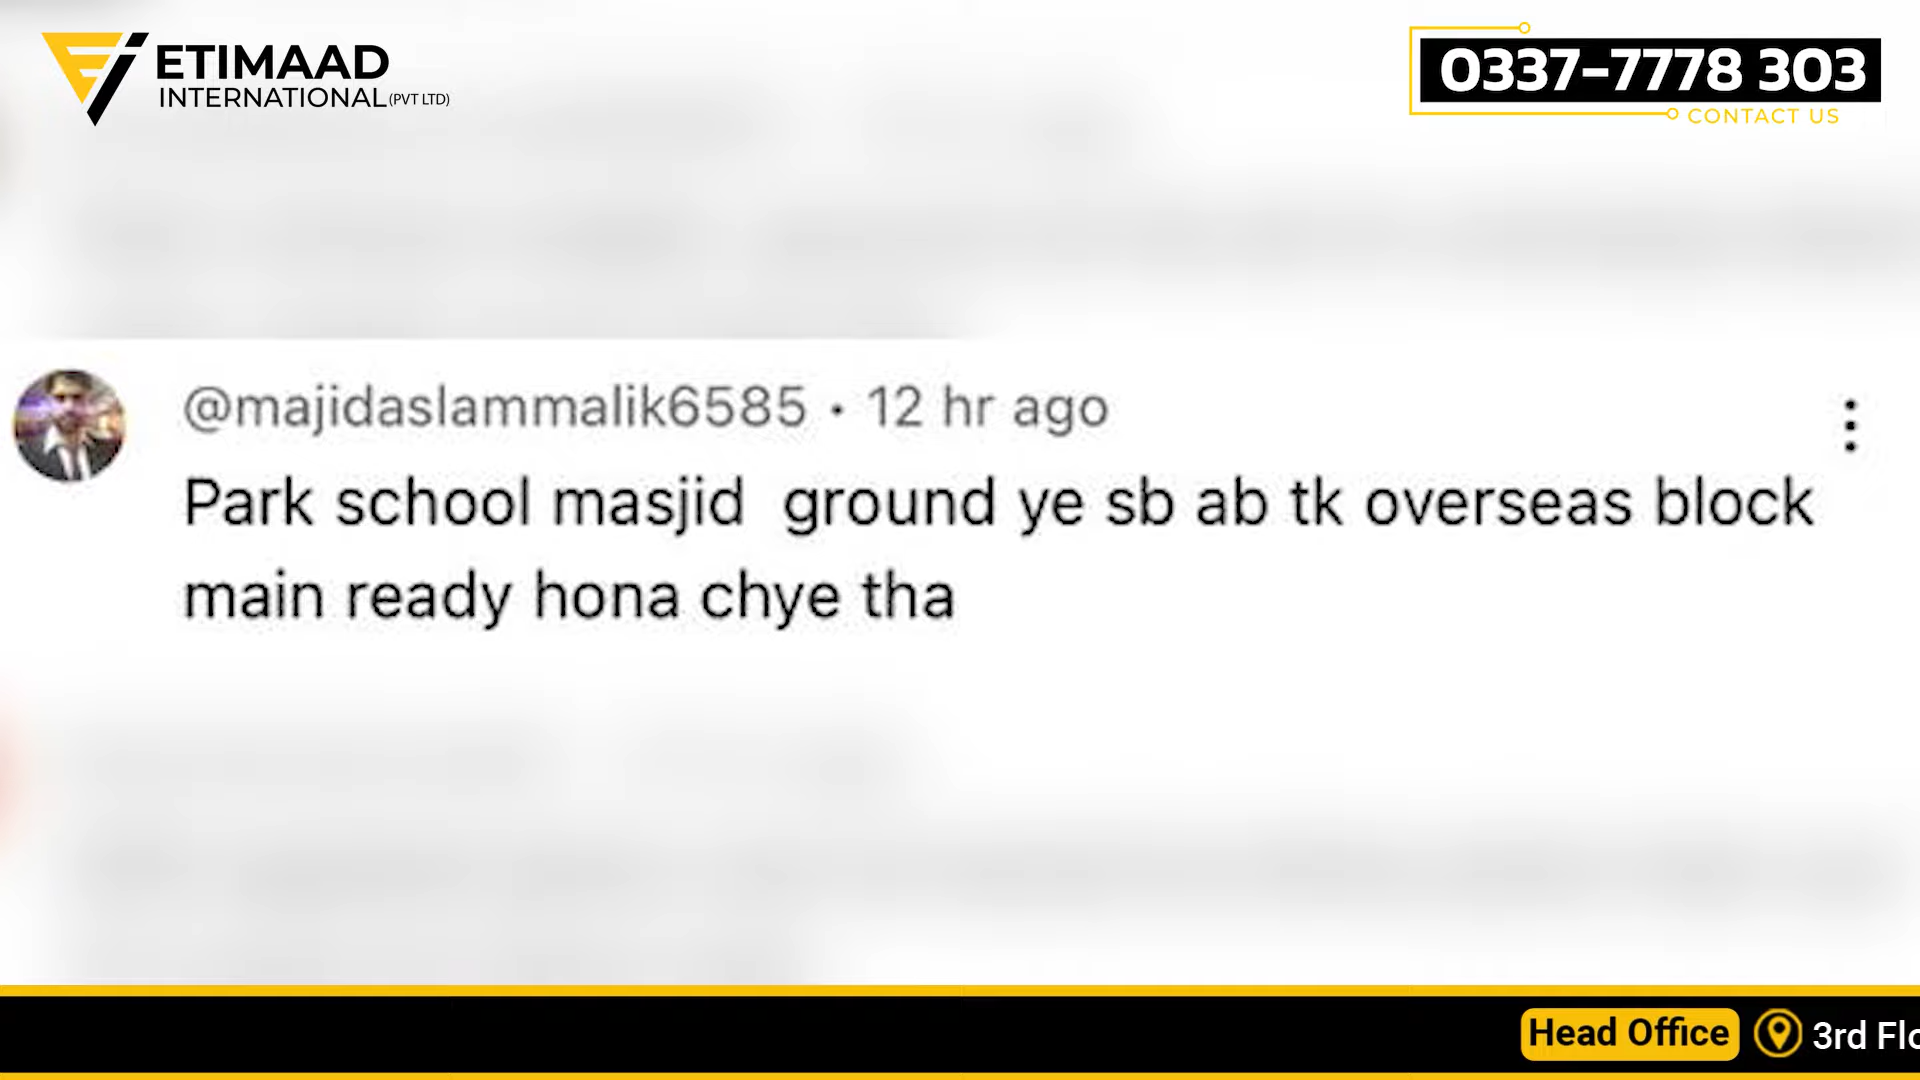 ETIMAAD
INTERNATIONAL(PVT LTD)
0337-7778 303
CONTACT US
@majidaslammalik6585 • 12 hr ago
Park school masjid ground ye sb ab tk overseas block
main ready hona chye tha
Head Office 3rd Flo